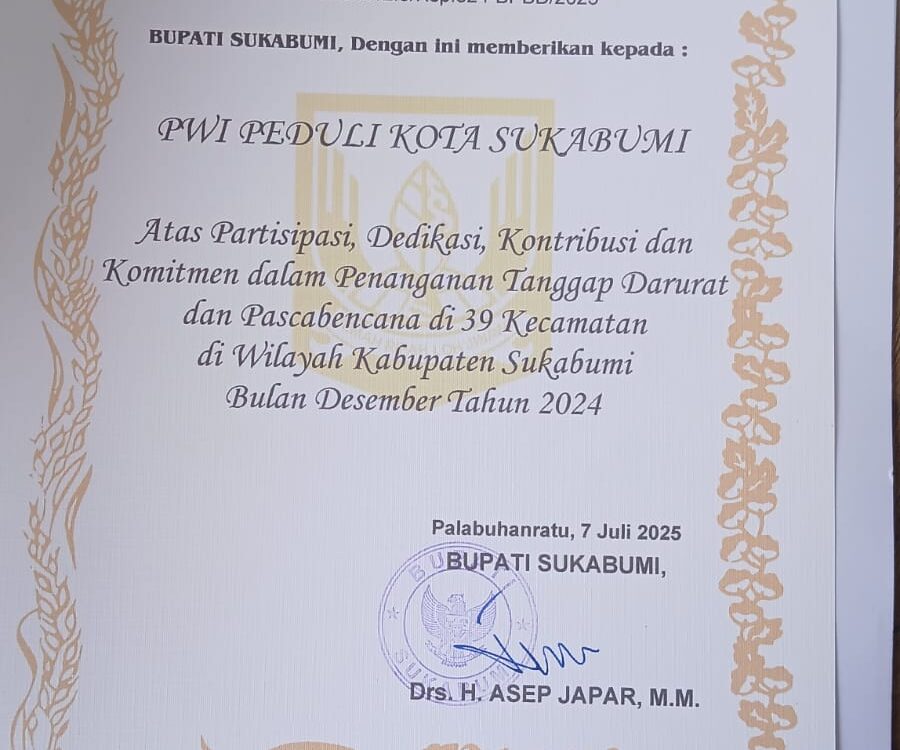 BUPATI SUKABUMI, Dengan ini memberikan kepada :
PWI PEDULI KOTA SUKABUMI
Atas Partisipasi, Dedikasi, Kontribusi dan
Komitmen dalam Penanganan Tanggap Darurat
dan Pascabencana di 39 Kecamatan
di Wilayah Kabupaten Sukabumi
Bulan Desember Tahun 2024
Palabuhanratu, 7 Juli 2025
BUPATI SUKABUMI,
BUPATI
SUKABUMI
Drs. H. ASEP JAPAR, M.M.